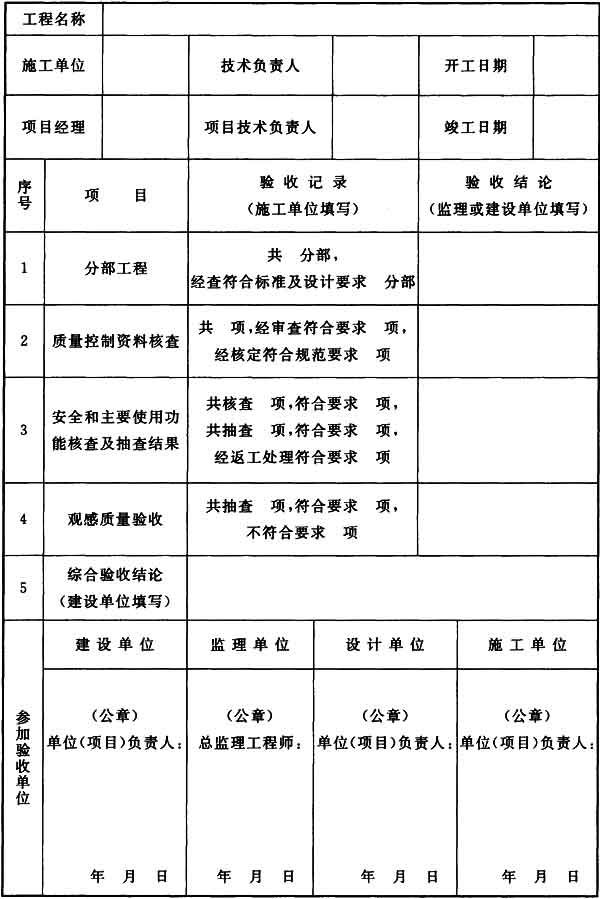 工程名称
施工单位 技术负责人 开工日期
项目经理 项目技术负责人 竣工日期
序号 项 目 验收记录 验收结论
(施工单位填写) (监理或建设单位填写)
1 分部工程 共 分部,
经查符合标准及设计要求 分部
2 质量控制资料核查 共 项,经审查符合要求 项,
经核定符合规范要求 项
3 安全和主要使用功 共核查 项,符合要求 项,
能核查及抽查结果 共抽查 项,符合要求 项,
经返工处理符合要求 项
4 观感质量验收 共抽查 项,符合要求 项,
不符合要求 项
5 综合验收结论
(建设单位填写)
参加验收单位 建设单位 监理单位 设计单位 施工单位
(公章) (公章) (公章) (公章)
单位(项目)负责人: 总监理工程师: 单位(项目)负责人: 单位(项目)负责人:
年 月 日 年 月 日 年 月 日 年 月 日